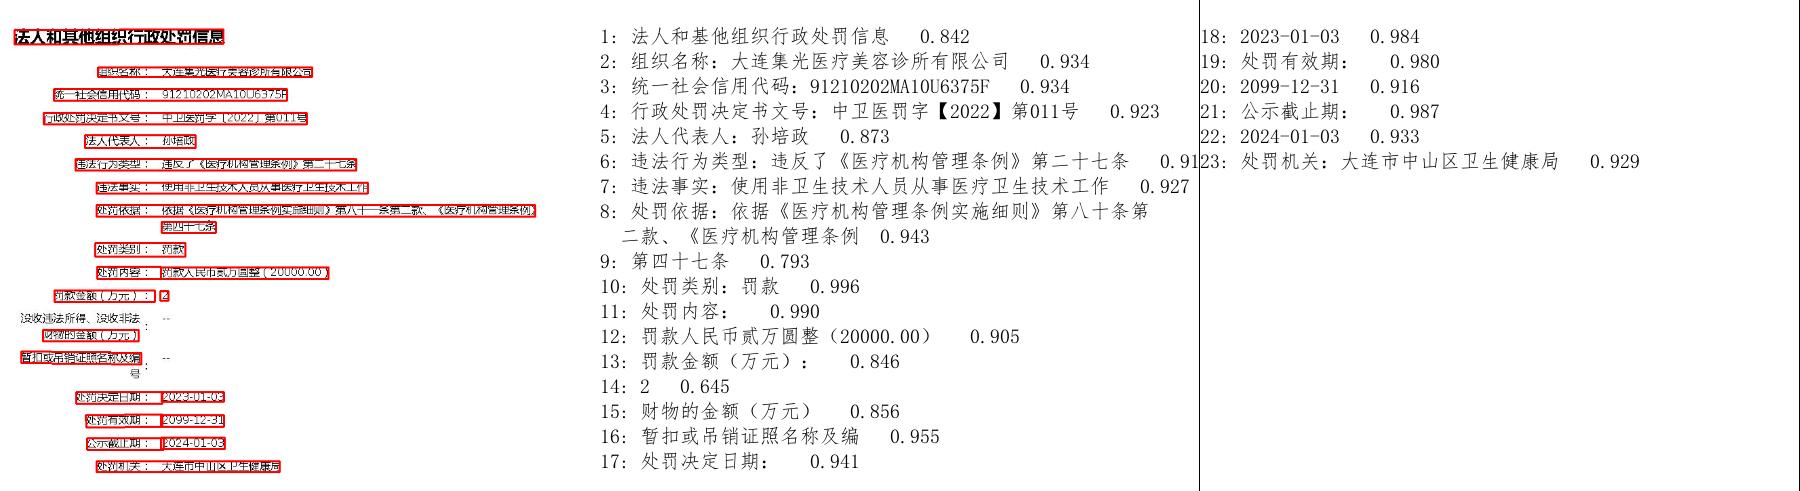 法人和其他组织行政处罚信息
组织名称： 大连集光医疗美容诊所有限公司
统一社会信用代码： 91210202MA10U6375F
行政处罚决定书文号： 中卫医罚字〔2022〕第011号
法人代表人： 孙培政
违法行为类型： 违反了《医疗机构管理条例》第二十七条
违法事实： 使用非卫生技术人员从事医疗卫生技术工作
处罚依据： 依据《医疗机构管理条例实施细则》第八十一条第二款、《医疗机构管理条例》
第四十七条
处罚类别： 罚款
处罚内容： 罚款人民币贰万圆整（20000.00）
罚款金额（万元）： 2
没收违法所得、没收非法
财物的金额（万元）： --
暂扣或吊销证照名称及编
号： --
处罚决定日期： 2023-01-03
处罚有效期： 2099-12-31
公示截止期： 2024-01-03
处罚机关： 大连市中山区卫生健康局
1: 法人和基他组织行政处罚信息 0.842
2: 组织名称: 大连集光医疗美容诊所有限公司 0.934
3: 统一社会信用代码: 91210202MA10U6375F 0.934
4: 行政处罚决定书文号: 中卫医罚字【2022】第011号 0.923
5: 法人代表人: 孙培政 0.873
6: 违法行为类型: 违反了《医疗机构管理条例》第二十七条 0.91
7: 违法事实: 使用非卫生技术人员从事医疗卫生技术工作 0.927
8: 处罚依据: 依据《医疗机构管理条例实施细则》第八十条第
二款、《医疗机构管理条例 0.943
9: 第四十七条 0.793
10: 处罚类别: 罚款 0.996
11: 处罚内容: 0.990
12: 罚款人民币贰万圆整（20000.00） 0.905
13: 罚款金额（万元）: 0.846
14: 2 0.645
15: 财物的金额（万元） 0.856
16: 暂扣或吊销证照名称及编 0.955
17: 处罚决定日期: 0.941
18: 2023-01-03 0.984
19: 处罚有效期: 0.980
20: 2099-12-31 0.916
21: 公示截止期: 0.987
22: 2024-01-03 0.933
23: 处罚机关: 大连市中山区卫生健康局 0.929